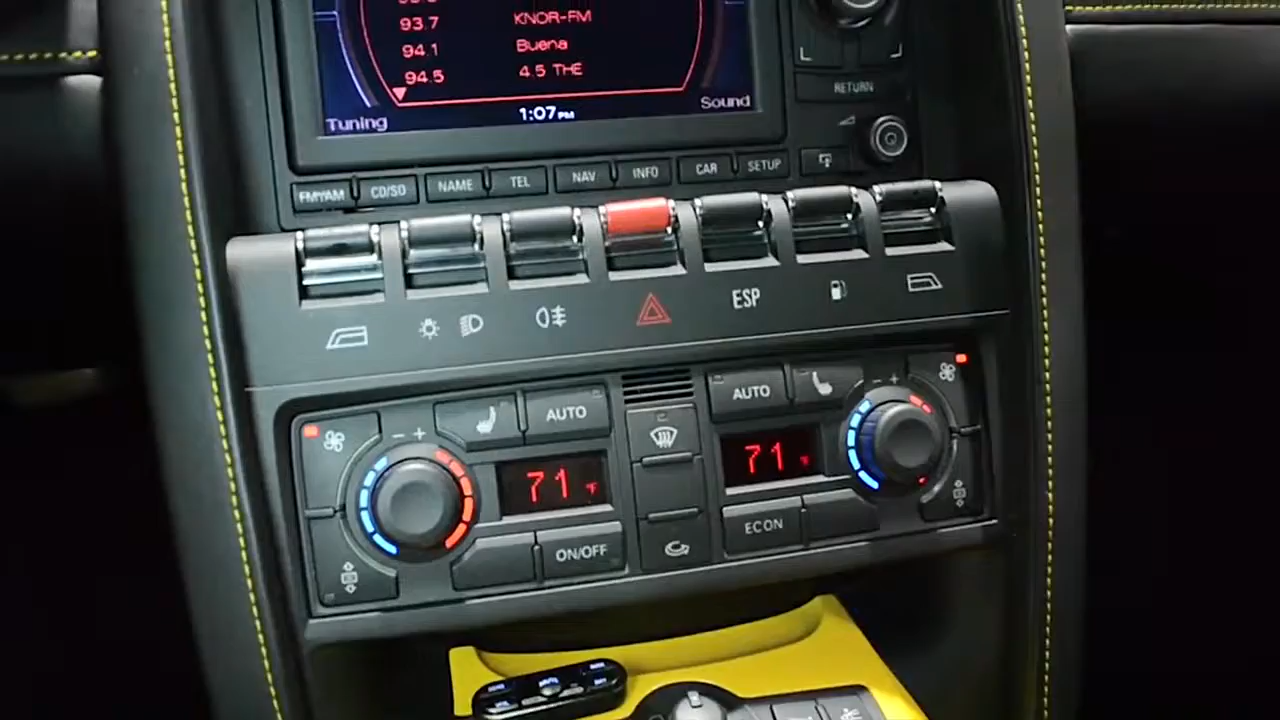 93.7 KNOR-FM
94.1 Buena
94.5 4.5 THE
Tuning 1:07 PM Sound
RETURN
FM/AM CD/SD NAME TEL NAV INFO CAR SETUP
ESP
AUTO AUTO
71 °F 71 °F
ON/OFF ECON